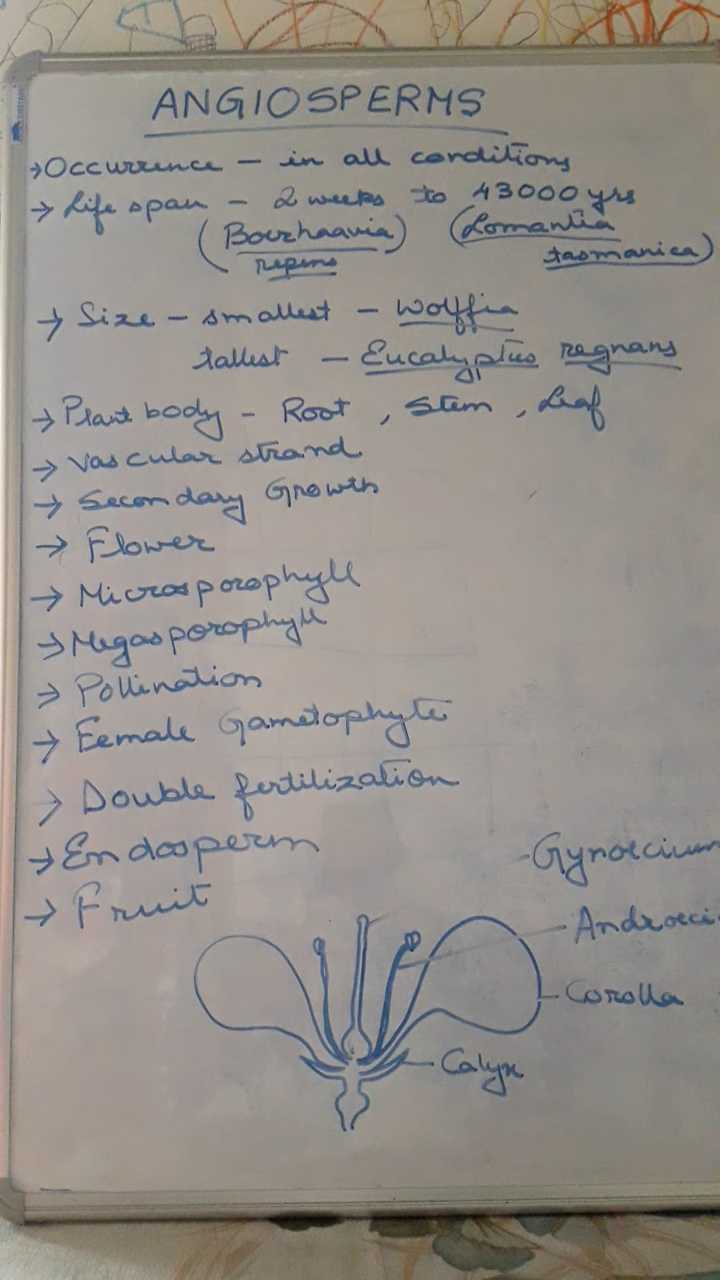 ANGIOSPERMS
→ Occurrence - in all conditions
→ Life span - 2 weeks to 43000 yrs
(Boerhaavia (Lomantia
repens) tasmanica)
→ Size - smallest - Wolffia
tallest - Eucalyptus regnans
→ Plant body - Root, Stem, Leaf
→ Vascular strand
→ Secondary Growth
→ Flower
→ Microsporophyll
→ Megasporophyll
→ Pollination
→ Female Gametophyte
→ Double fertilization
→ Endosperm
→ Fruit
Gynoecium
Androeci
Corolla
Calyx